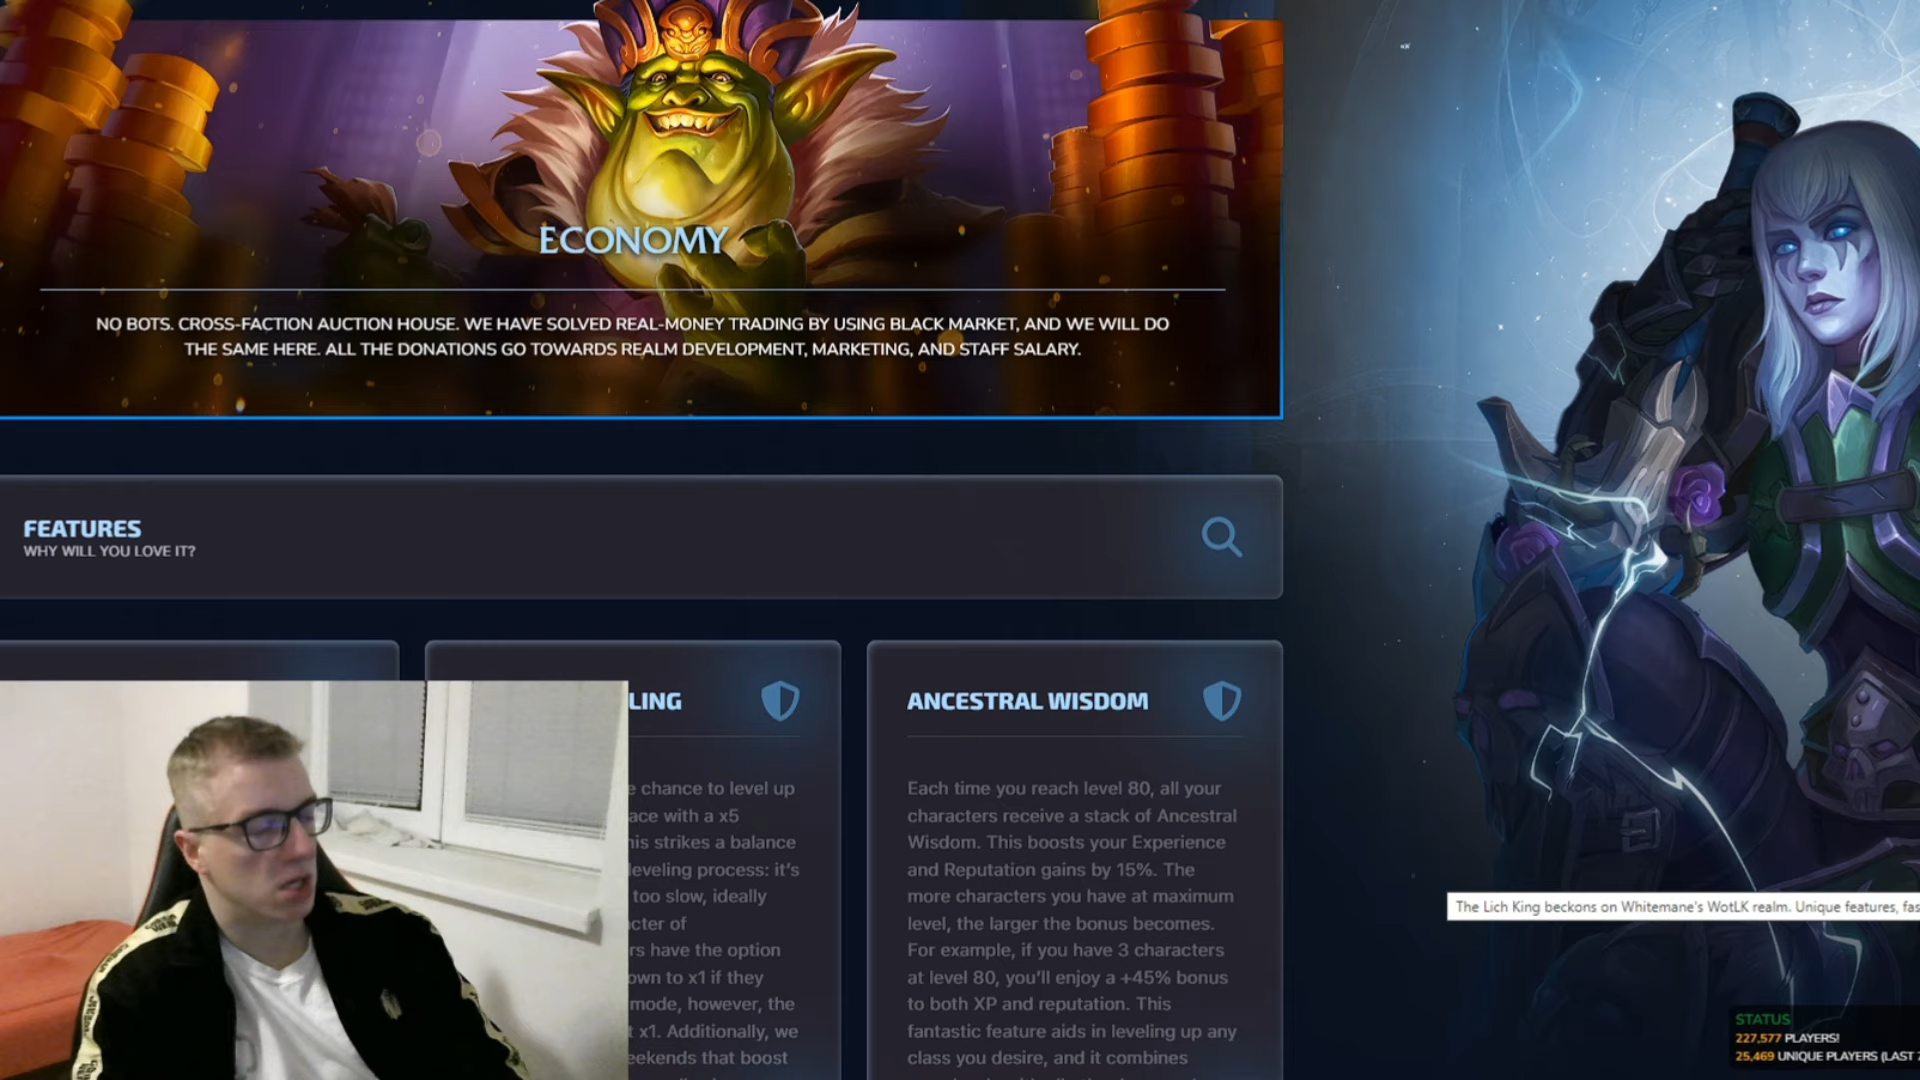 ECONOMY
NO BOTS. CROSS-FACTION AUCTION HOUSE. WE HAVE SOLVED REAL-MONEY TRADING BY USING BLACK MARKET, AND WE WILL DO
THE SAME HERE. ALL THE DONATIONS GO TOWARDS REALM DEVELOPMENT, MARKETING, AND STAFF SALARY.
FEATURES
WHY WILL YOU LOVE IT?
LING
chance to level up
ace with a x5
his strikes a balance
leveling process: it's
too slow, ideally
cter of
rs have the option
own to x1 if they
mode, however, the
t x1. Additionally, we
eekends that boost
ANCESTRAL WISDOM
Each time you reach level 80, all your
characters receive a stack of Ancestral
Wisdom. This boosts your Experience
and Reputation gains by 15%. The
more characters you have at maximum
level, the larger the bonus becomes.
For example, if you have 3 characters
at level 80, you'll enjoy a +45% bonus
to both XP and reputation. This
fantastic feature aids in leveling up any
class you desire, and it combines
The Lich King beckons on Whitemane's WotLK realm. Unique features, fas
STATUS
227,577 PLAYERS!
25,469 UNIQUE PLAYERS (LAST